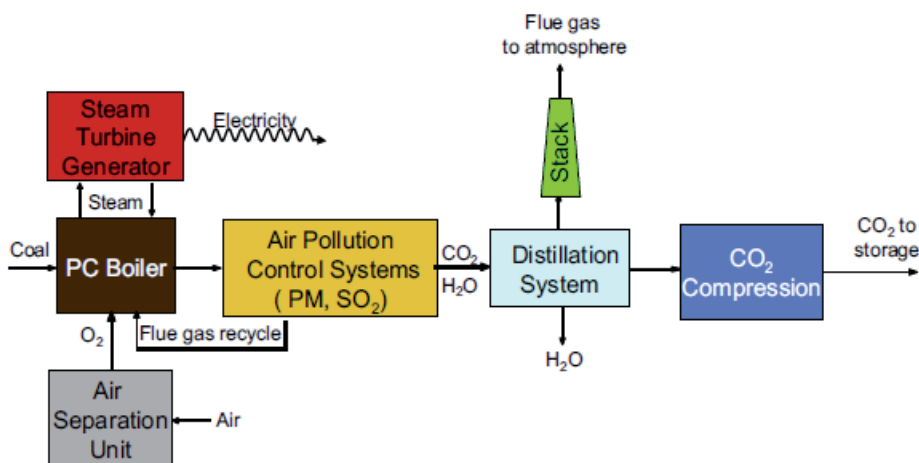 Flue gas
to atmosphere
Stack
Steam
Turbine
Generator
Electricity
Steam
Coal
PC Boiler
Air Pollution
Control Systems
( PM, SO₂)
CO₂
H₂O
Distillation
System
CO₂
Compression
CO₂ to
storage
O₂
Flue gas recycle
H₂O
Air
Separation
Unit
Air